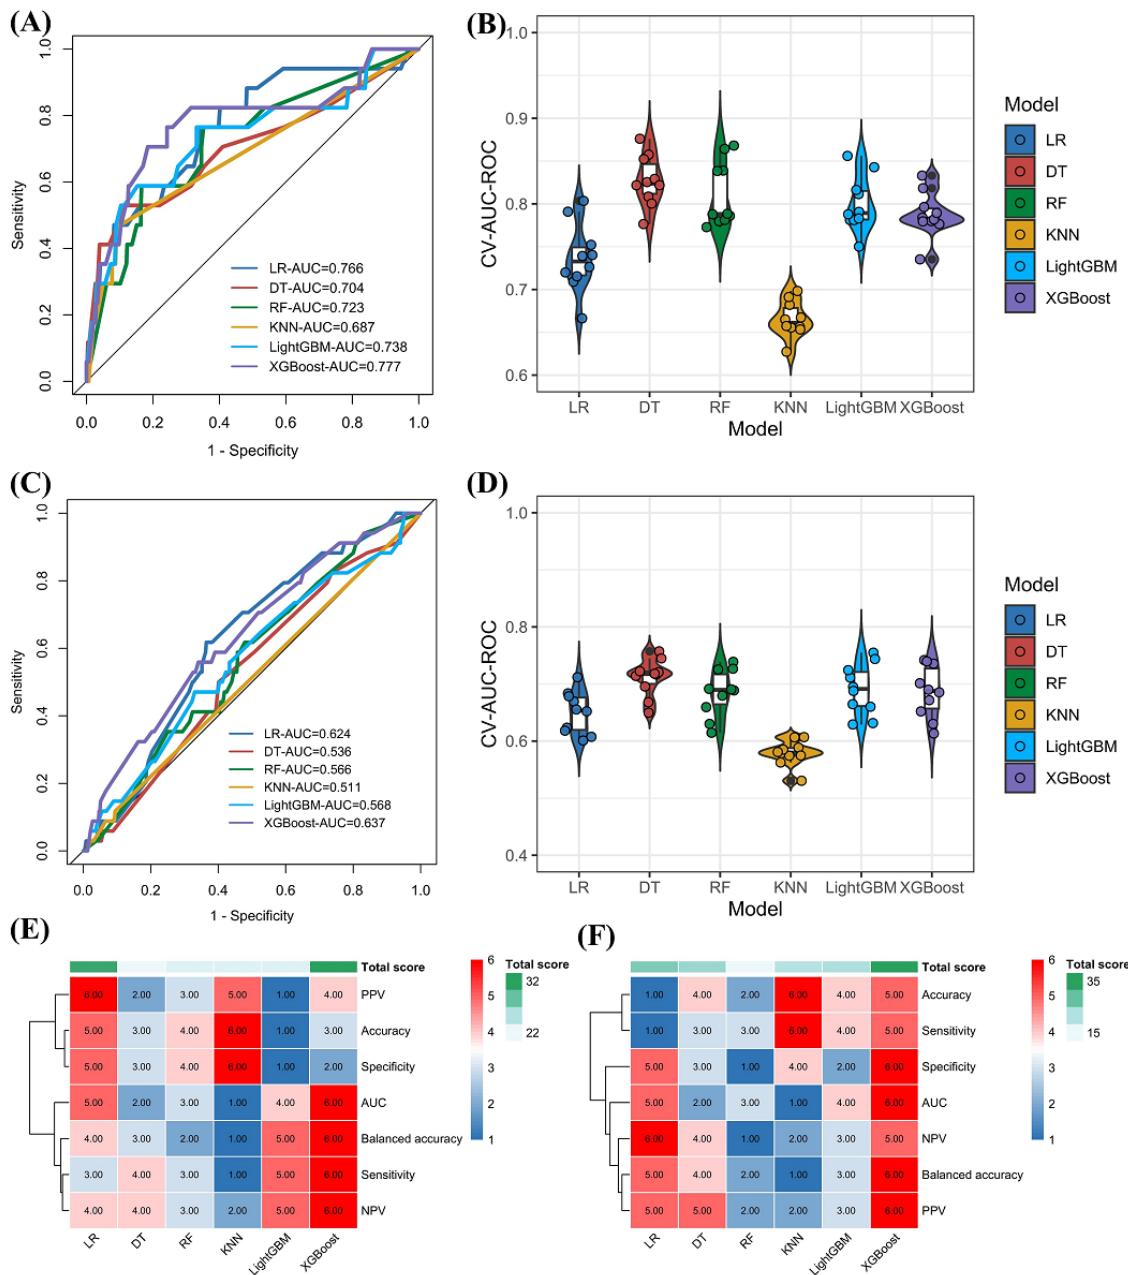 (A)
1.0
0.8
0.6
0.4
0.2
0.0
Sensitivity
LR-AUC=0.766
DT-AUC=0.704
RF-AUC=0.723
KNN-AUC=0.687
LightGBM-AUC=0.738
XGBoost-AUC=0.777
0.0 0.2 0.4 0.6 0.8 1.0
1 - Specificity
(B)
1.0
0.9
0.8
0.7
0.6
CV-AUC-ROC
LR DT RF KNN LightGBM XGBoost
Model
Model
LR
DT
RF
KNN
LightGBM
XGBoost
(C)
1.0
0.8
0.6
0.4
0.2
0.0
Sensitivity
LR-AUC=0.624
DT-AUC=0.536
RF-AUC=0.566
KNN-AUC=0.511
LightGBM-AUC=0.568
XGBoost-AUC=0.637
0.0 0.2 0.4 0.6 0.8 1.0
1 - Specificity
(D)
1.0
0.8
0.6
0.4
CV-AUC-ROC
LR DT RF KNN LightGBM XGBoost
Model
Model
LR
DT
RF
KNN
LightGBM
XGBoost
(E)
Total score
6.00 2.00 3.00 5.00 1.00 4.00 PPV
5.00 3.00 4.00 6.00 1.00 3.00 Accuracy
5.00 3.00 4.00 6.00 1.00 2.00 Specificity
5.00 2.00 3.00 1.00 4.00 6.00 AUC
4.00 3.00 2.00 1.00 5.00 6.00 Balanced accuracy
3.00 4.00 4.00 1.00 5.00 6.00 Sensitivity
4.00 4.00 3.00 2.00 5.00 6.00 NPV
LR DT RF KNN LightGBM XGBoost
6
5
4
3
2
1
Total score
32
22
(F)
Total score
1.00 4.00 2.00 6.00 4.00 5.00 Accuracy
1.00 3.00 3.00 6.00 4.00 5.00 Sensitivity
5.00 3.00 1.00 4.00 2.00 6.00 Specificity
5.00 2.00 3.00 1.00 4.00 6.00 AUC
6.00 4.00 1.00 2.00 3.00 5.00 NPV
5.00 4.00 2.00 1.00 3.00 6.00 Balanced accuracy
5.00 5.00 2.00 2.00 3.00 6.00 PPV
LR DT RF KNN LightGBM XGBoost
6
5
4
3
2
1
Total score
35
15